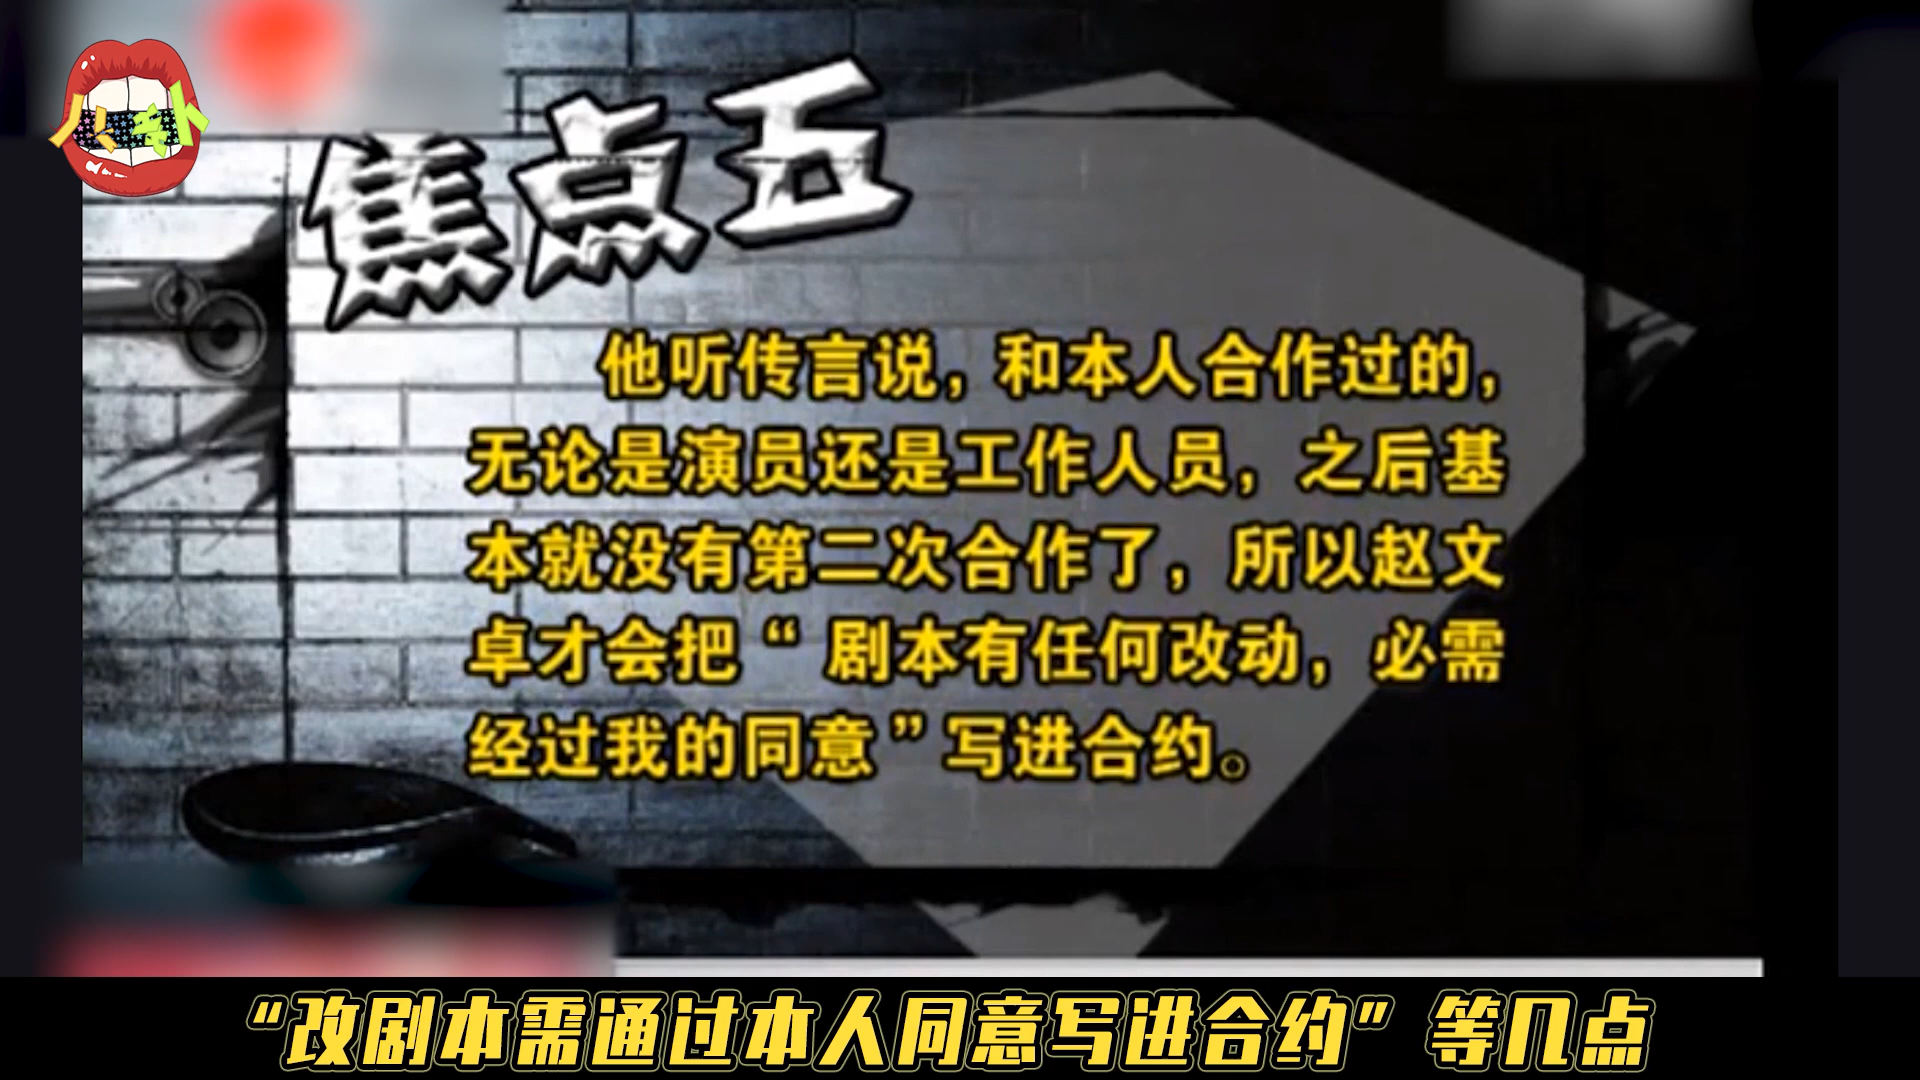 八卦
焦点五
他听传言说，和本人合作过的，
无论是演员还是工作人员，之后基
本就没有第二次合作了，所以赵文
卓才会把“剧本有任何改动，必需
经过我的同意”写进合约。
“改剧本需通过本人同意写进合约”等几点